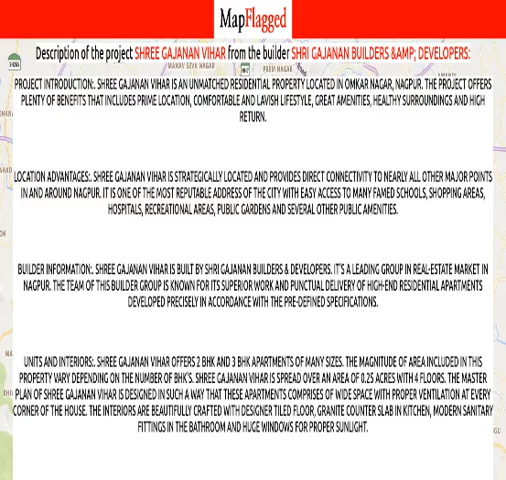 MapFlagged
Description of the project SHREE GAJANAN VIHAR from the builder SHRI GAJANAN BUILDERS &AMP; DEVELOPERS:
PROJECT INTRODUCTION:. SHREE GAJANAN VIHAR IS AN UNMATCHED RESIDENTIAL PROPERTY LOCATED IN OMKAR NAGAR, NAGPUR. THE PROJECT OFFERS
PLENTY OF BENEFITS THAT INCLUDES PRIME LOCATION, COMFORTABLE AND LAVISH LIFESTYLE, GREAT AMENITIES, HEALTHY SURROUNDINGS AND HIGH
RETURN.
LOCATION ADVANTAGES:. SHREE GAJANAN VIHAR IS STRATEGICALLY LOCATED AND PROVIDES DIRECT CONNECTIVITY TO NEARLY ALL OTHER MAJOR POINTS
IN AND AROUND NAGPUR. IT IS ONE OF THE MOST REPUTABLE ADDRESS OF THE CITY WITH EASY ACCESS TO MANY FAMED SCHOOLS, SHOPPING AREAS,
HOSPITALS, RECREATIONAL AREAS, PUBLIC GARDENS AND SEVERAL OTHER PUBLIC AMENITIES.
BUILDER INFORMATION:. SHREE GAJANAN VIHAR IS BUILT BY SHRI GAJANAN BUILDERS & DEVELOPERS. IT'S A LEADING GROUP IN REAL-ESTATE MARKET IN
NAGPUR. THE TEAM OF THIS BUILDER GROUP IS KNOWN FOR ITS SUPERIOR WORK AND PUNCTUAL DELIVERY OF HIGH-END RESIDENTIAL APARTMENTS
DEVELOPED PRECISELY IN ACCORDANCE WITH THE PRE-DEFINED SPECIFICATIONS.
UNITS AND INTERIORS:. SHREE GAJANAN VIHAR OFFERS 2 BHK AND 3 BHK APARTMENTS OF MANY SIZES. THE MAGNITUDE OF AREA INCLUDED IN THIS
PROPERTY VARY DEPENDING ON THE NUMBER OF BHK'S. SHREE GAJANAN VIHAR IS SPREAD OVER AN AREA OF 0.25 ACRES WITH 4 FLOORS. THE MASTER
PLAN OF SHREE GAJANAN VIHAR IS DESIGNED IN SUCH A WAY THAT THESE APARTMENTS COMPRISES OF WIDE SPACE WITH PROPER VENTILATION AT EVERY
CORNER OF THE HOUSE. THE INTERIORS ARE BEAUTIFULLY CRAFTED WITH DESIGNER TILED FLOOR, GRANITE COUNTER SLAB IN KITCHEN, MODERN SANITARY
FITTINGS IN THE BATHROOM AND HUGE WINDOWS FOR PROPER SUNLIGHT.